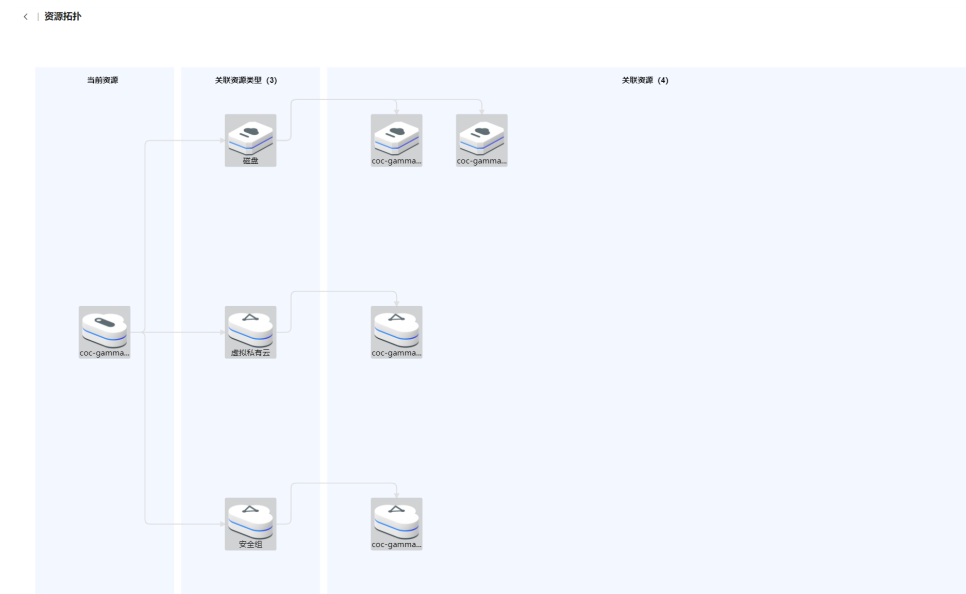 资源拓扑
当前资源
关联资源类型（3）
关联资源（4）
磁盘
coc-gamma...
coc-gamma...
coc-gamma...
虚拟私有云
coc-gamma...
安全组
coc-gamma...